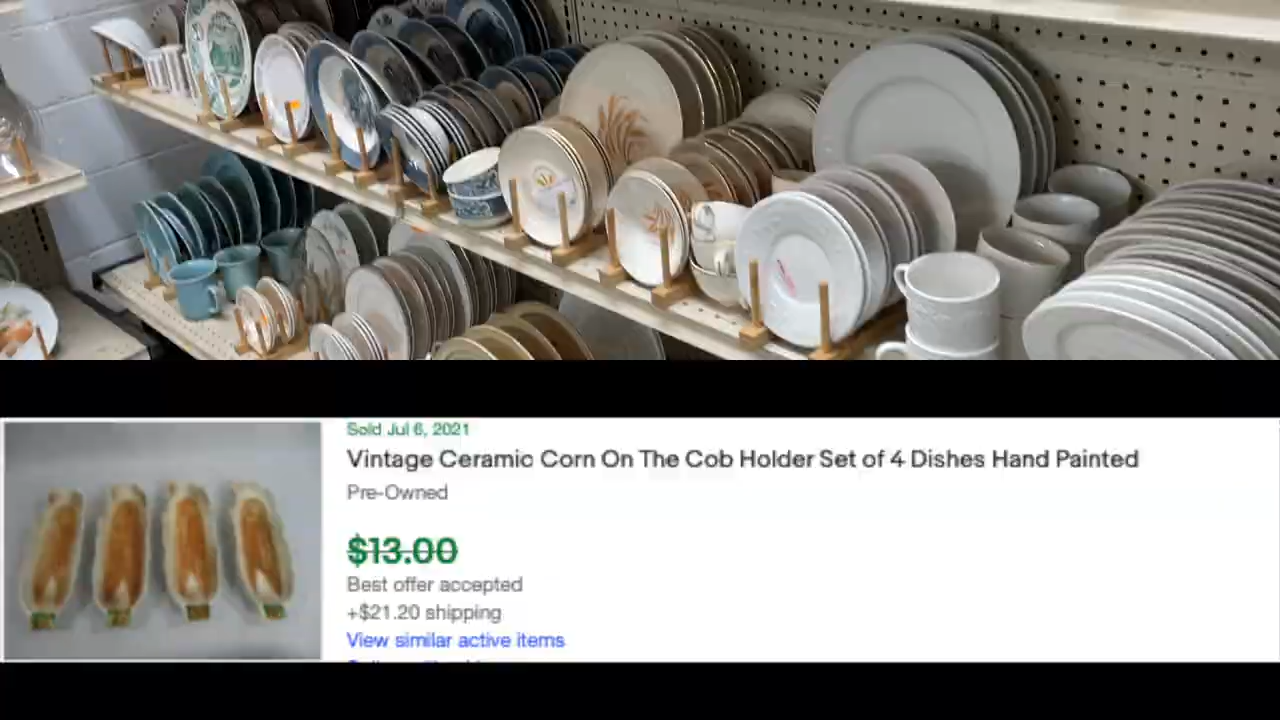 Sold Jul 6, 2021
Vintage Ceramic Corn On The Cob Holder Set of 4 Dishes Hand Painted
Pre-Owned
$13.00
Best offer accepted
+$21.20 shipping
View similar active items